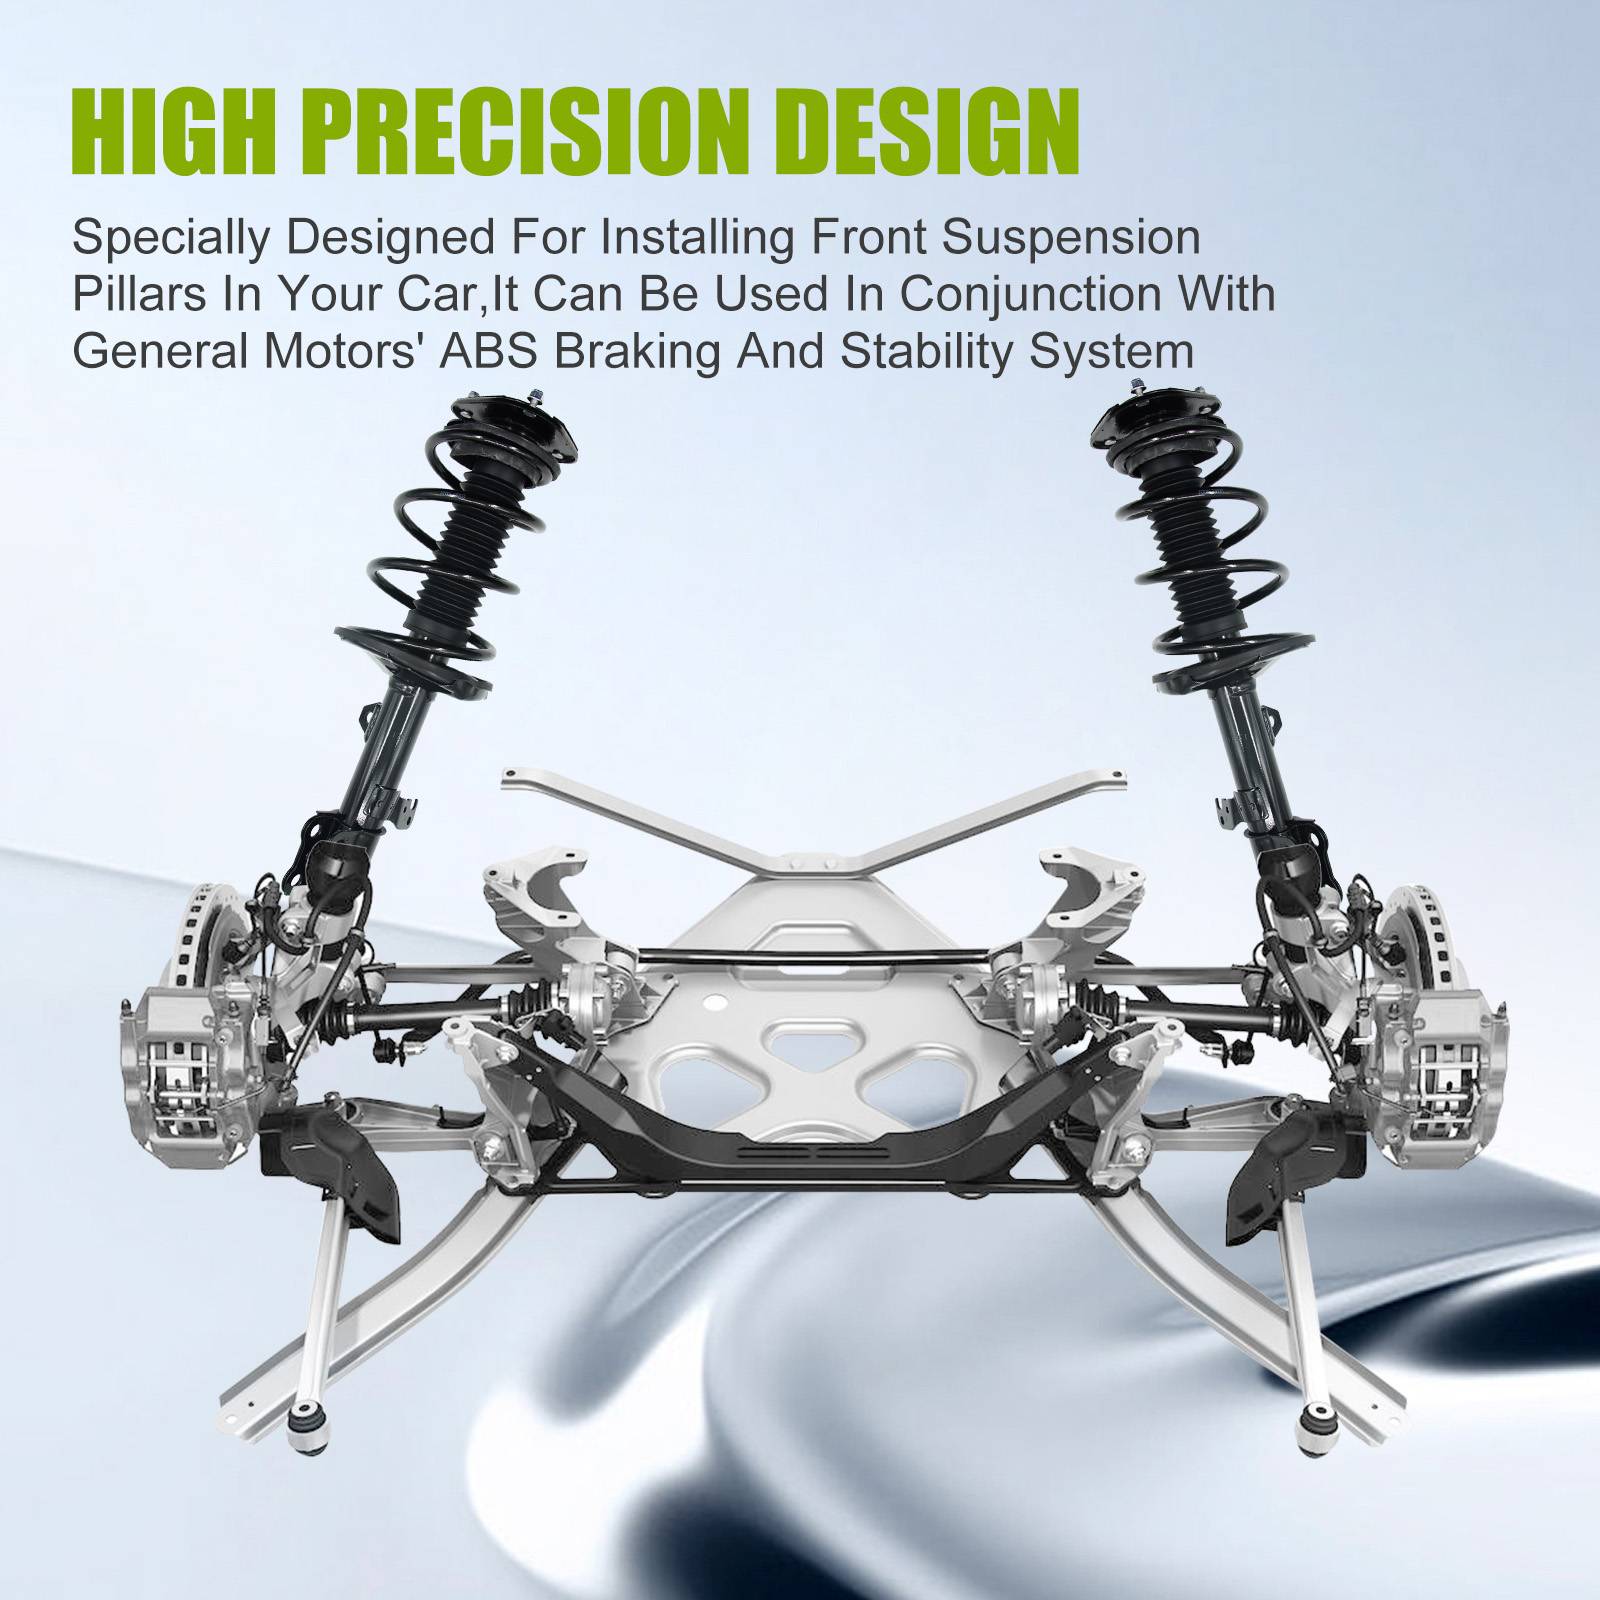 HIGH PRECISION DESIGN
Specially Designed For Installing Front Suspension
Pillars In Your Car,It Can Be Used In Conjunction With
General Motors' ABS Braking And Stability System